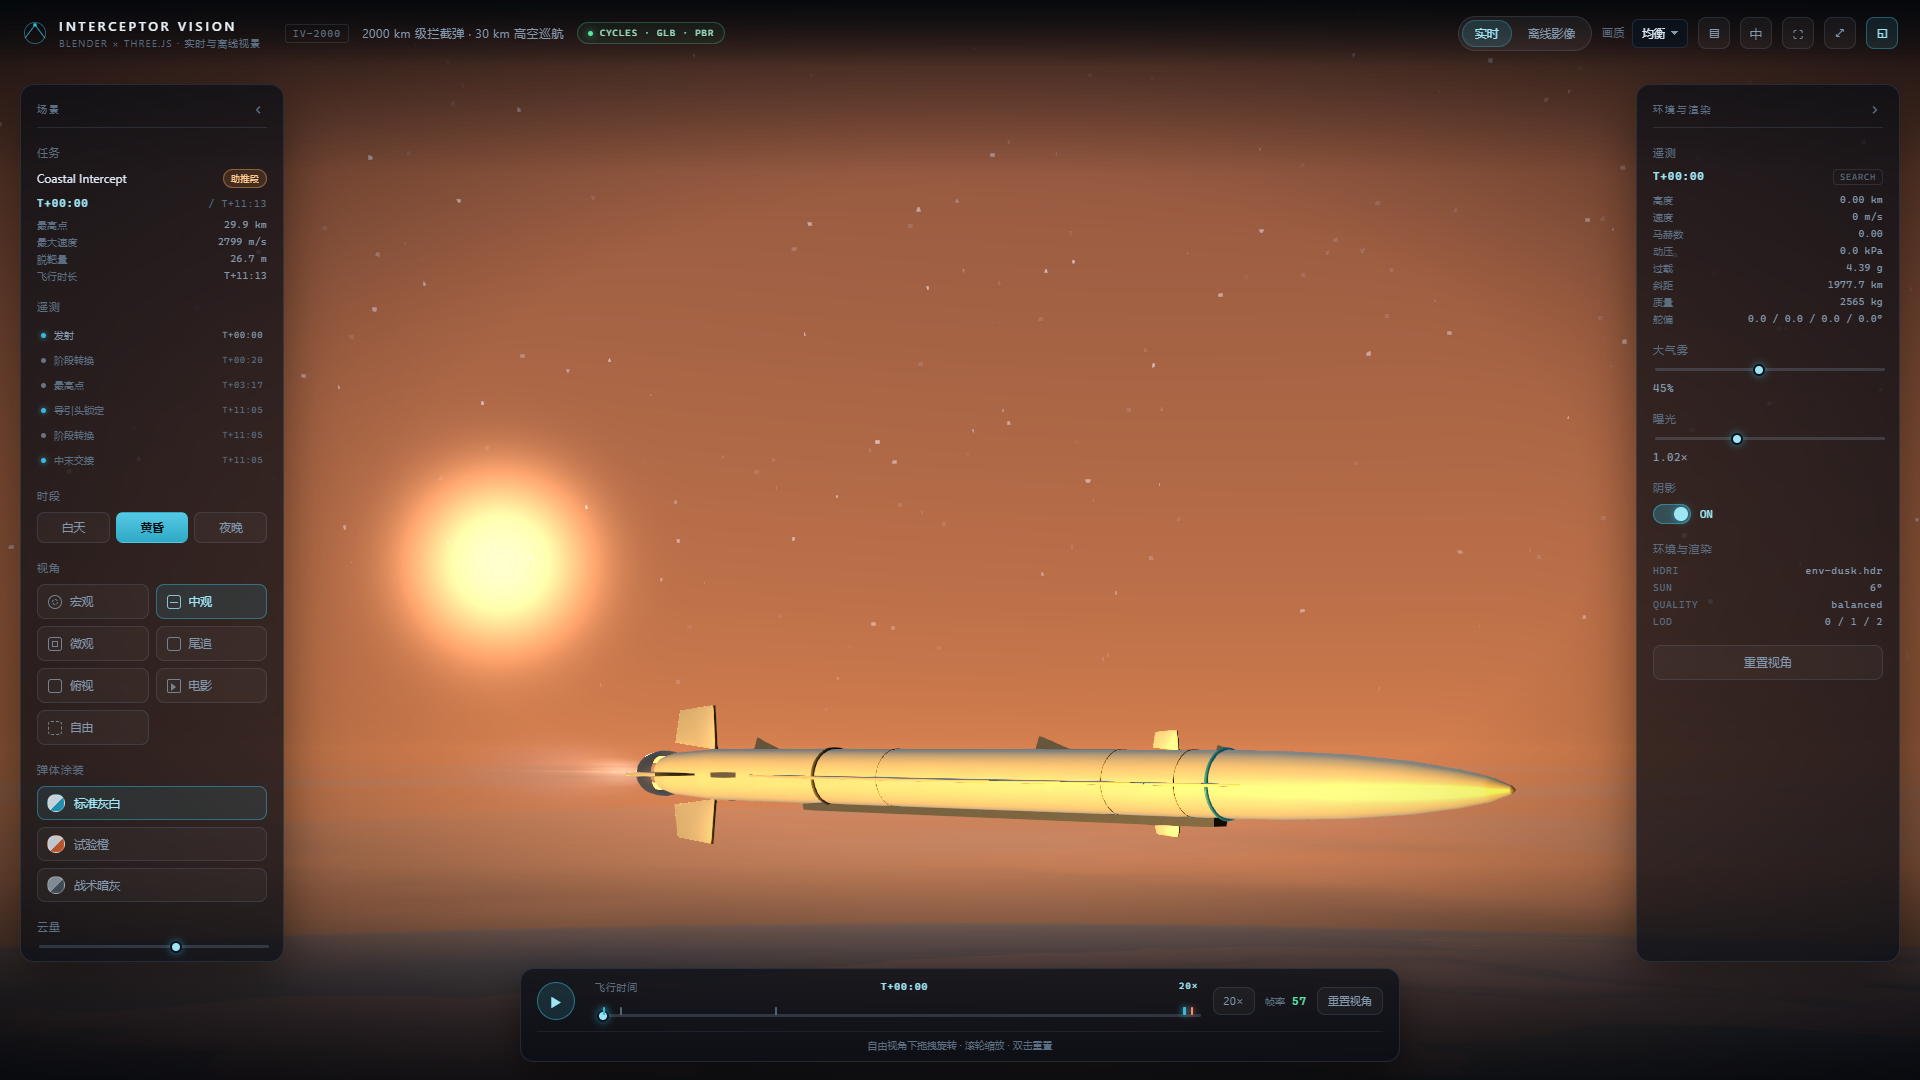 INTERCEPTOR VISION
BLENDER × THREE.JS · 实时与离线视景
IV-2000
2000 km 级拦截弹 · 30 km 高空巡航
CYCLES · GLB · PBR
实时
离线影像
画质
均衡
中
场景
任务
Coastal Intercept
助推段
T+00:00
/ T+11:13
最高点 29.9 km
最大速度 2799 m/s
脱靶量 26.7 m
飞行时长 T+11:13
遥测
发射 T+00:00
阶段转换 T+00:20
最高点 T+03:17
导引头锁定 T+11:05
阶段转换 T+11:05
中末交接 T+11:05
时段
白天
黄昏
夜晚
视角
宏观
中观
微观
尾追
俯视
电影
自由
弹体涂装
标准灰白
试验橙
战术暗灰
云量
环境与渲染
遥测
T+00:00
SEARCH
高度 0.00 km
速度 0 m/s
马赫数 0.00
动压 0.0 kPa
过载 4.39 g
斜距 1977.7 km
质量 2565 kg
舵偏 0.0 / 0.0 / 0.0 / 0.0°
大气雾
45%
曝光
1.02×
阴影
ON
环境与渲染
HDRI env-dusk.hdr
SUN 6°
QUALITY balanced
LOD 0 / 1 / 2
重置视角
飞行时间
T+00:00
20×
20×
帧率 57
重置视角
自由视角下拖拽旋转 · 滚轮缩放 · 双击重置